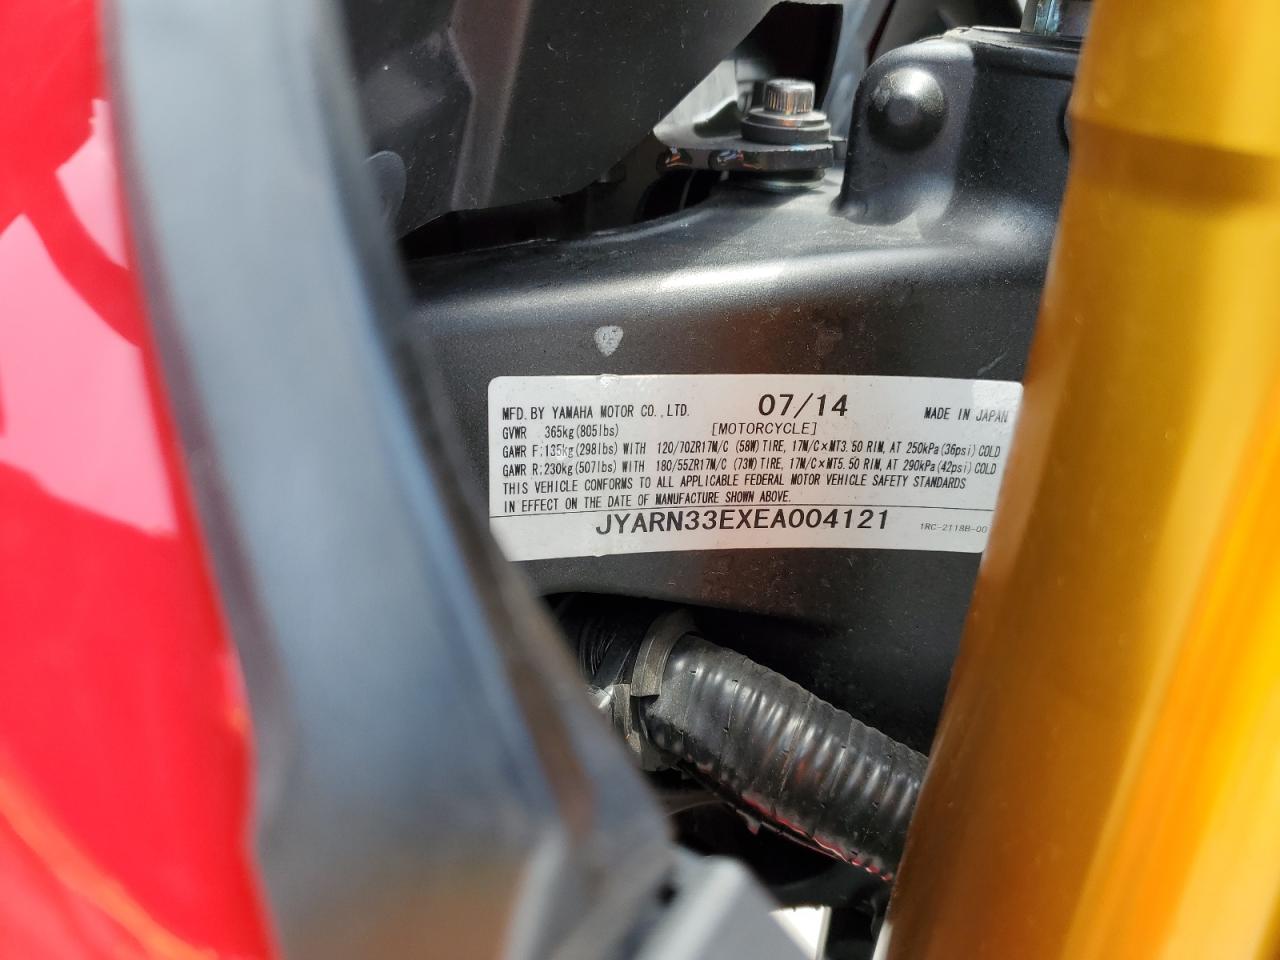 MFD. BY YAMAHA MOTOR CO., LTD. 07/14 MADE IN JAPAN
GVWR 365kg(805lbs) [MOTORCYCLE]
GAWR F:135kg(298lbs) WITH 120/70ZR17M/C (58W) TIRE, 17M/C×MT3.50 RIM, AT 250kPa(36psi) COLD
GAWR R:230kg(507lbs) WITH 180/55ZR17M/C (73W) TIRE, 17M/C×MT5.50 RIM, AT 290kPa(42psi) COLD
THIS VEHICLE CONFORMS TO ALL APPLICABLE FEDERAL MOTOR VEHICLE SAFETY STANDARDS
IN EFFECT ON THE DATE OF MANUFACTURE SHOWN ABOVE.
JYARN33EXEA004121 1RC-2118B-00